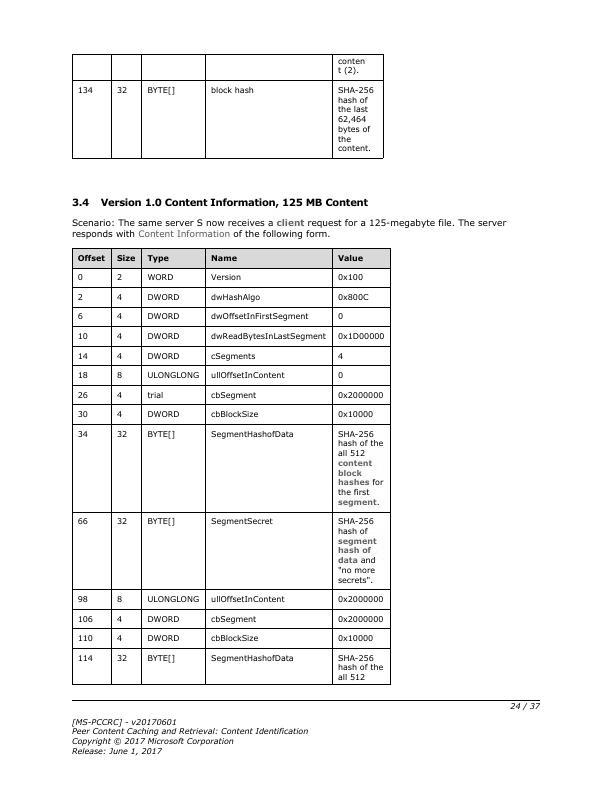 conten
t (2).
134 32 BYTE[] block hash SHA-256
hash of
the last
62,464
bytes of
the
content.
3.4 Version 1.0 Content Information, 125 MB Content
Scenario: The same server S now receives a client request for a 125-megabyte file. The server
responds with Content Information of the following form.
Offset Size Type Name Value
0 2 WORD Version 0x100
2 4 DWORD dwHashAlgo 0x800C
6 4 DWORD dwOffsetInFirstSegment 0
10 4 DWORD dwReadBytesInLastSegment 0x1D00000
14 4 DWORD cSegments 4
18 8 ULONGLONG ullOffsetInContent 0
26 4 trial cbSegment 0x2000000
30 4 DWORD cbBlockSize 0x10000
34 32 BYTE[] SegmentHashofData SHA-256
hash of the
all 512
content
block
hashes for
the first
segment.
66 32 BYTE[] SegmentSecret SHA-256
hash of
segment
hash of
data and
"no more
secrets".
98 8 ULONGLONG ullOffsetInContent 0x2000000
106 4 DWORD cbSegment 0x2000000
110 4 DWORD cbBlockSize 0x10000
114 32 BYTE[] SegmentHashofData SHA-256
hash of the
all 512
24 / 37
[MS-PCCRC] - v20170601
Peer Content Caching and Retrieval: Content Identification
Copyright © 2017 Microsoft Corporation
Release: June 1, 2017